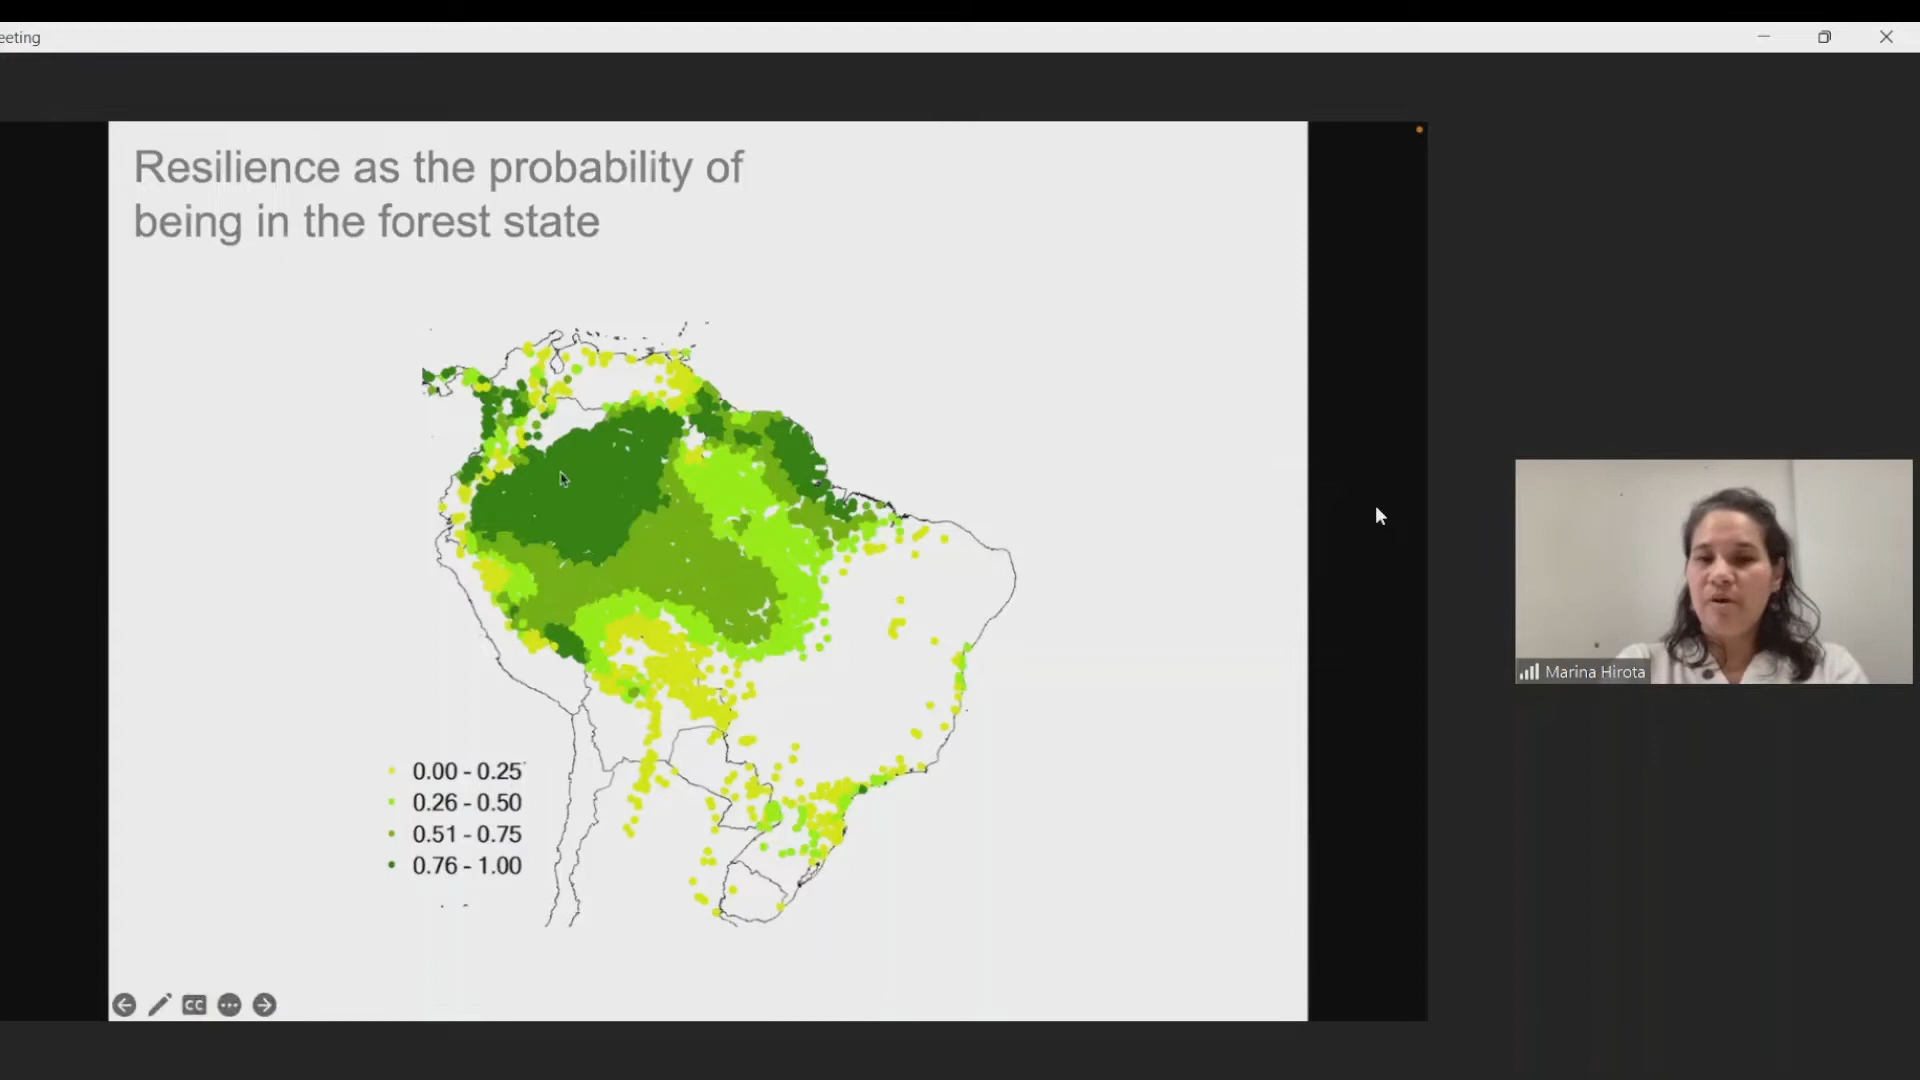 eeting
Resilience as the probability of
being in the forest state
0.00 - 0.25
0.26 - 0.50
0.51 - 0.75
0.76 - 1.00
CC
Marina Hirota